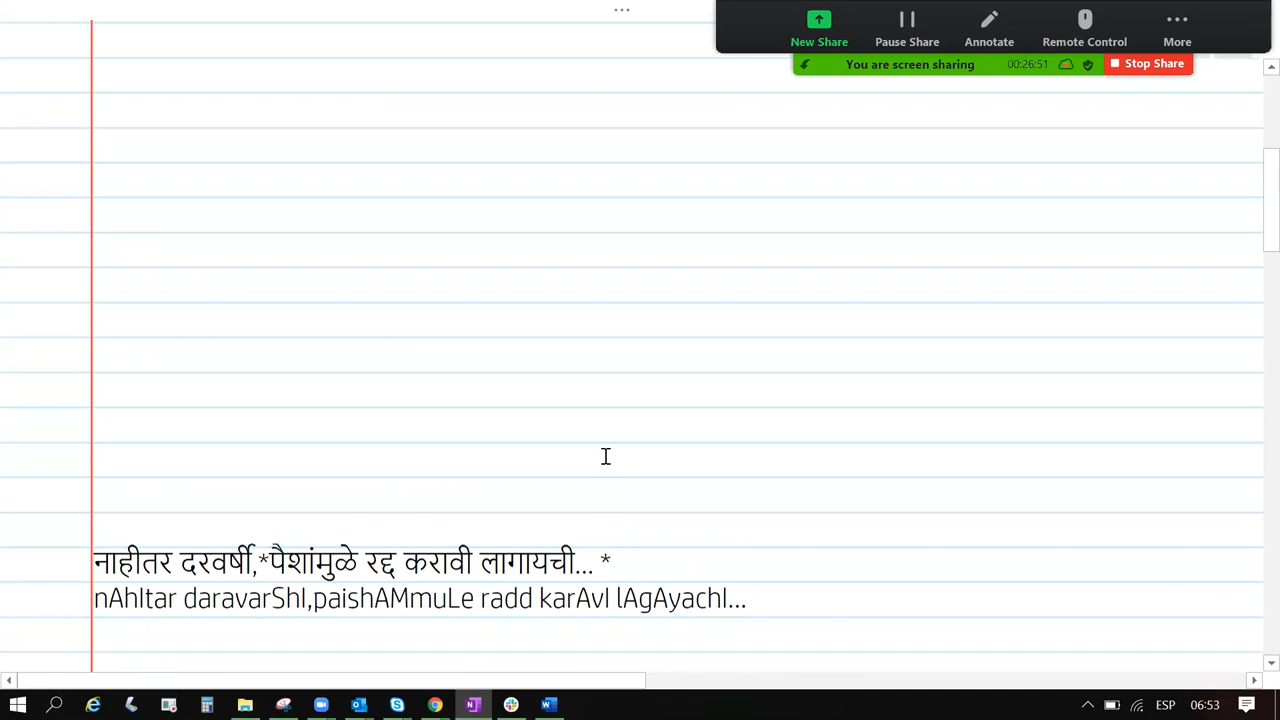 New Share
Pause Share
Annotate
Remote Control
More
You are screen sharing
00:26:51
Stop Share
नाहीतर दरवर्षी,*पैशांमुळे रद्द करावी लागायची... *
nAhItar daravarShI,paishAMmuLe radd karAvI lAgAyachI...
ESP
06:53